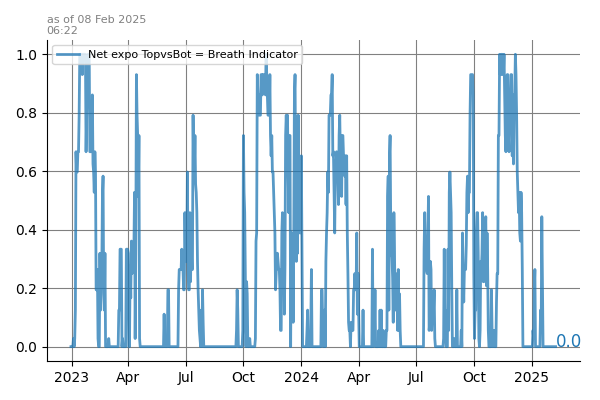 as of 08 Feb 2025
06:22
Net expo TopvsBot = Breath Indicator
1.0
0.8
0.6
0.4
0.2
0.0
0.0
2023 Apr Jul Oct 2024 Apr Jul Oct 2025